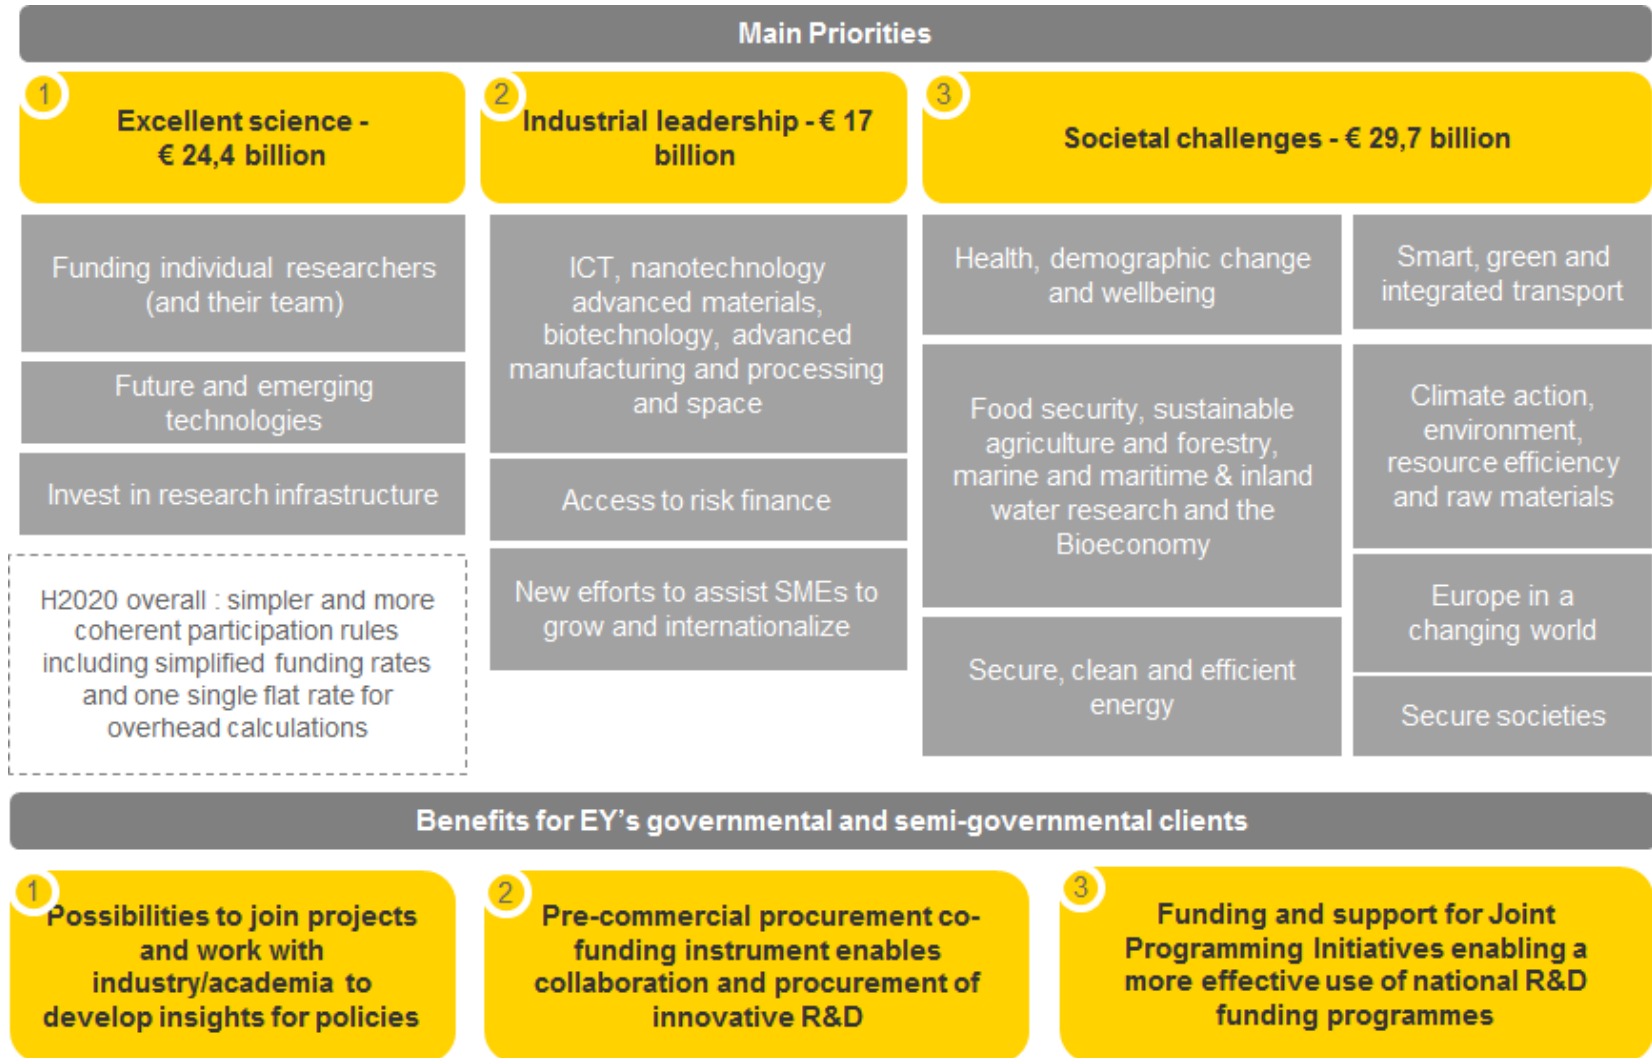 Main Priorities
1
Excellent science -
€ 24,4 billion
Funding individual researchers
(and their team)
Future and emerging
technologies
Invest in research infrastructure
H2020 overall : simpler and more
coherent participation rules
including simplified funding rates
and one single flat rate for
overhead calculations
2
Industrial leadership - € 17
billion
ICT, nanotechnology
advanced materials,
biotechnology, advanced
manufacturing and processing
and space
Access to risk finance
New efforts to assist SMEs to
grow and internationalize
3
Societal challenges - € 29,7 billion
Health, demographic change
and wellbeing
Food security, sustainable
agriculture and forestry,
marine and maritime & inland
water research and the
Bioeconomy
Secure, clean and efficient
energy
Smart, green and
integrated transport
Climate action,
environment,
resource efficiency
and raw materials
Europe in a
changing world
Secure societies
Benefits for EY’s governmental and semi-governmental clients
1
Possibilities to join projects
and work with
industry/academia to
develop insights for policies
2
Pre-commercial procurement co-
funding instrument enables
collaboration and procurement of
innovative R&D
3
Funding and support for Joint
Programming Initiatives enabling a
more effective use of national R&D
funding programmes